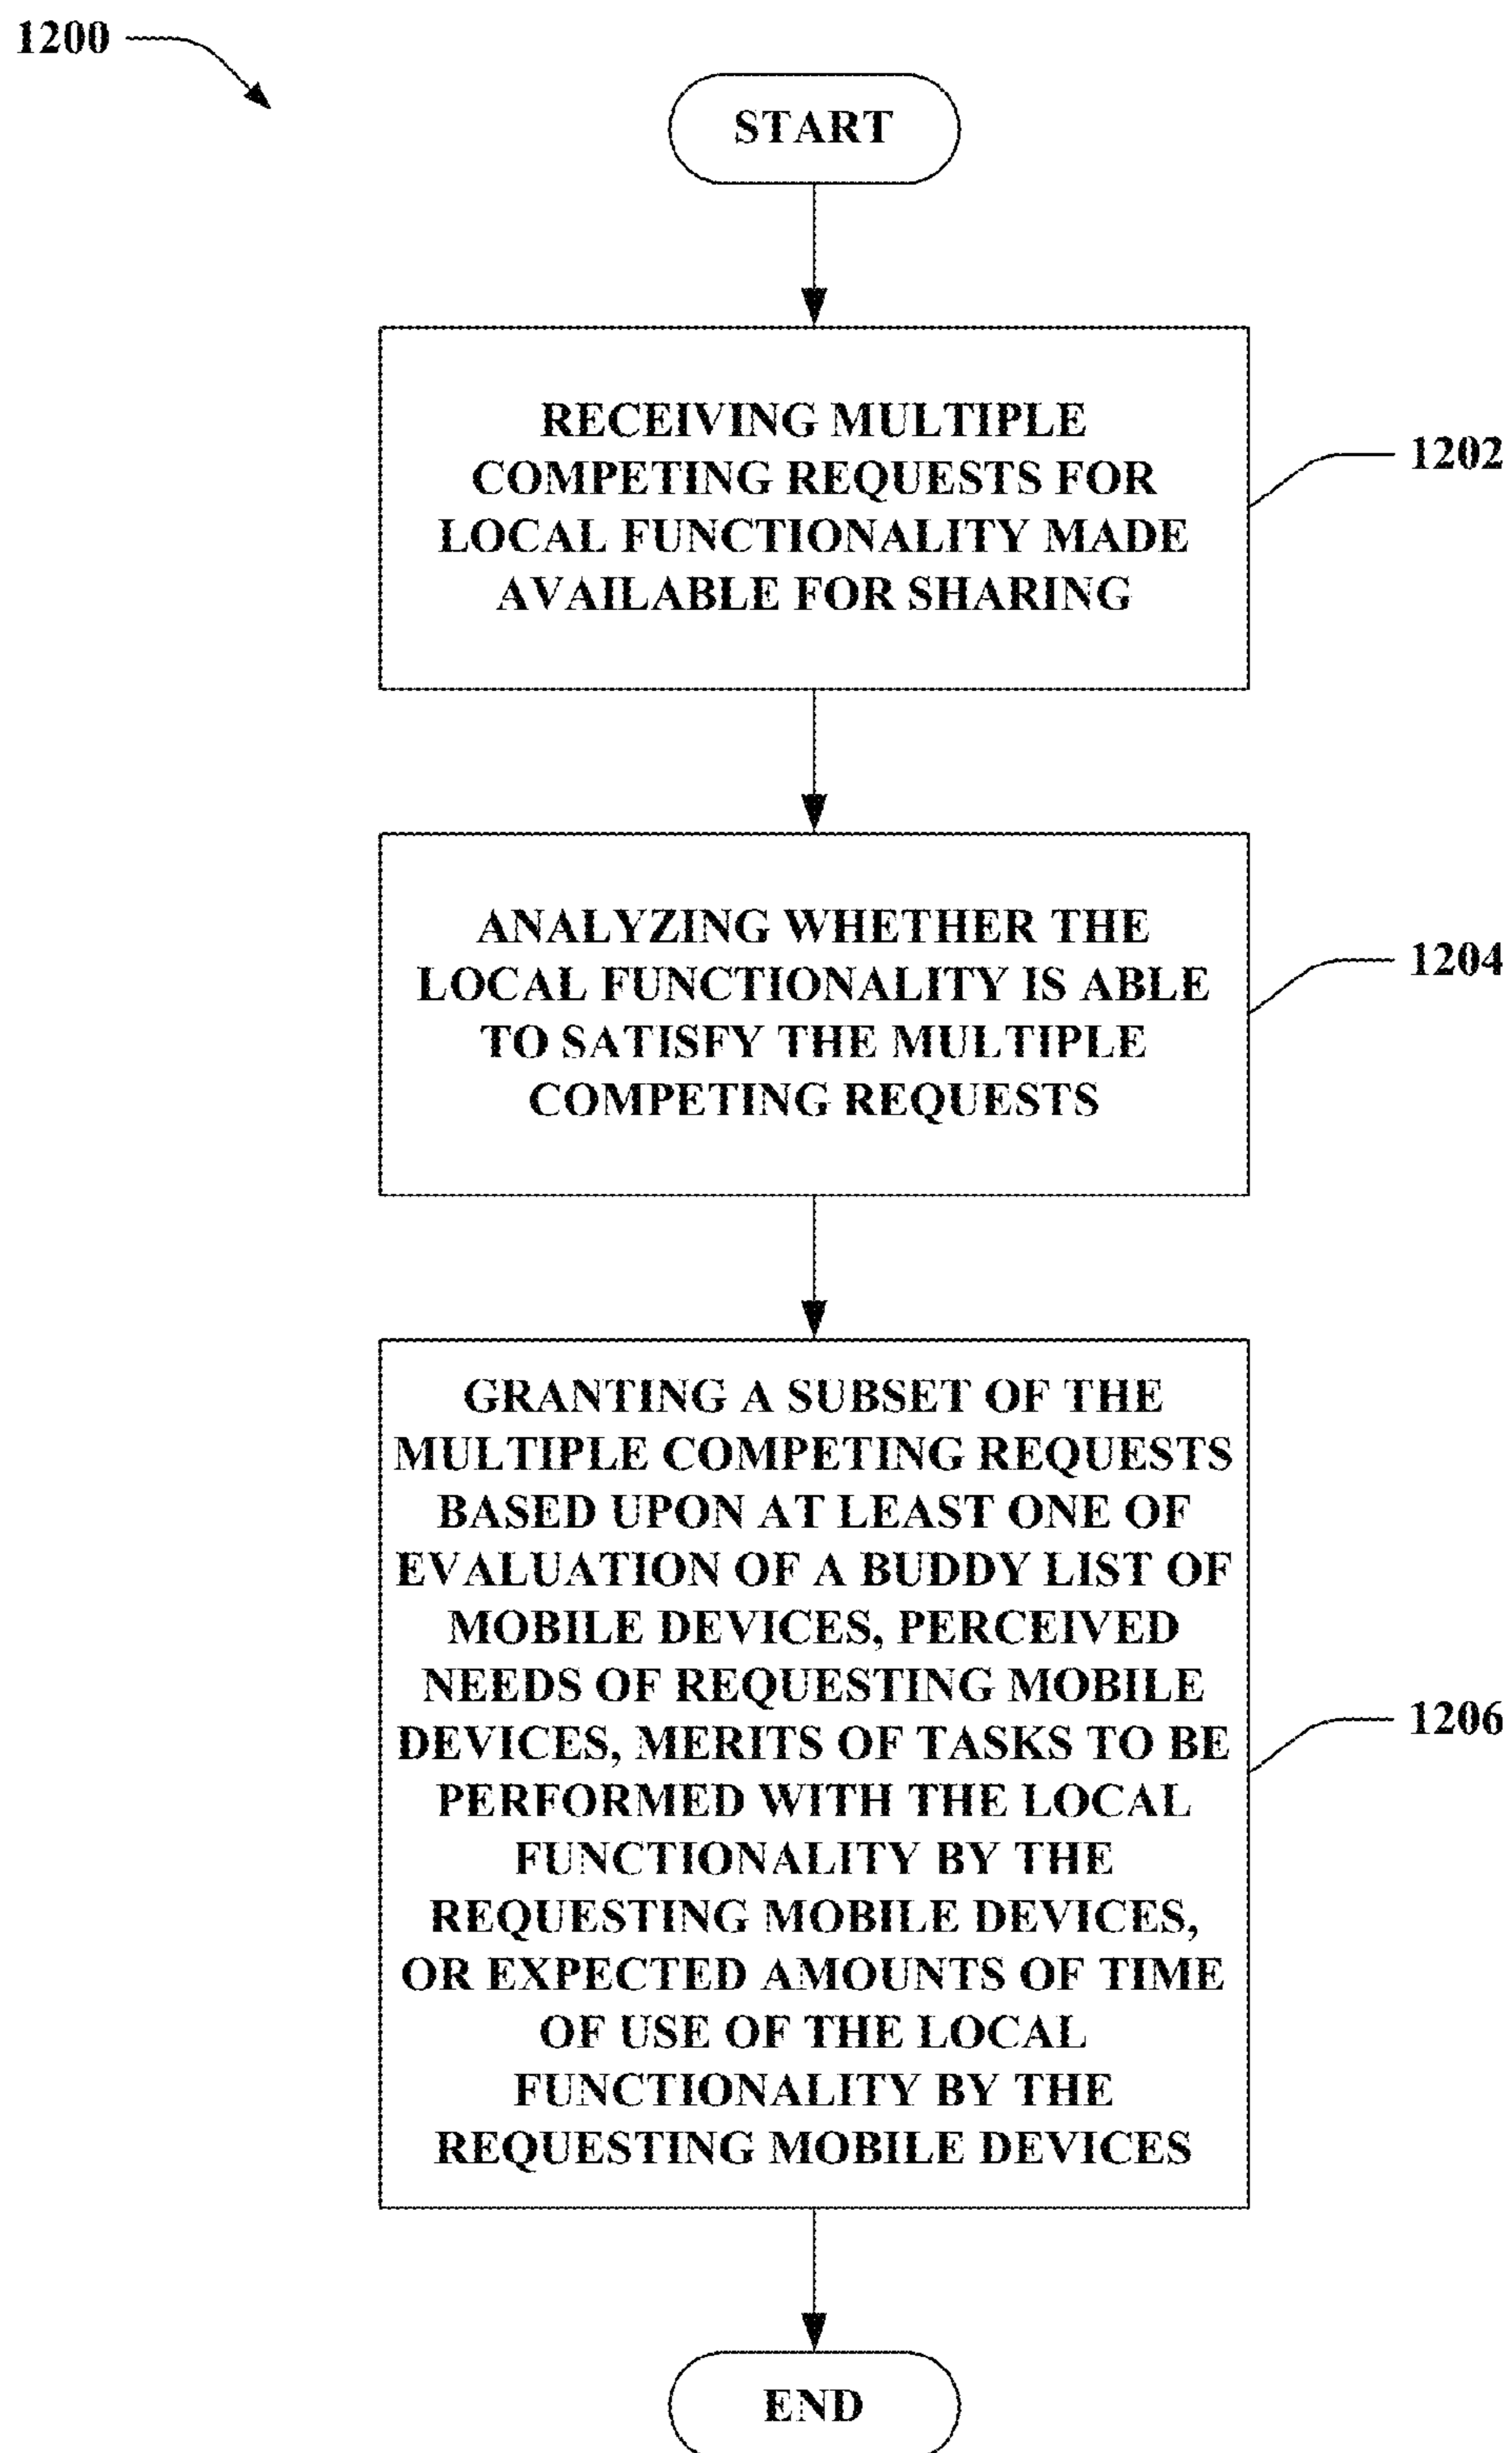 1200
START
RECEIVING MULTIPLE
COMPETING REQUESTS FOR
LOCAL FUNCTIONALITY MADE
AVAILABLE FOR SHARING
1202
ANALYZING WHETHER THE
LOCAL FUNCTIONALITY IS ABLE
TO SATISFY THE MULTIPLE
COMPETING REQUESTS
1204
GRANTING A SUBSET OF THE
MULTIPLE COMPETING REQUESTS
BASED UPON AT LEAST ONE OF
EVALUATION OF A BUDDY LIST OF
MOBILE DEVICES, PERCEIVED
NEEDS OF REQUESTING MOBILE
DEVICES, MERITS OF TASKS TO BE
PERFORMED WITH THE LOCAL
FUNCTIONALITY BY THE
REQUESTING MOBILE DEVICES,
OR EXPECTED AMOUNTS OF TIME
OF USE OF THE LOCAL
FUNCTIONALITY BY THE
REQUESTING MOBILE DEVICES
1206
END